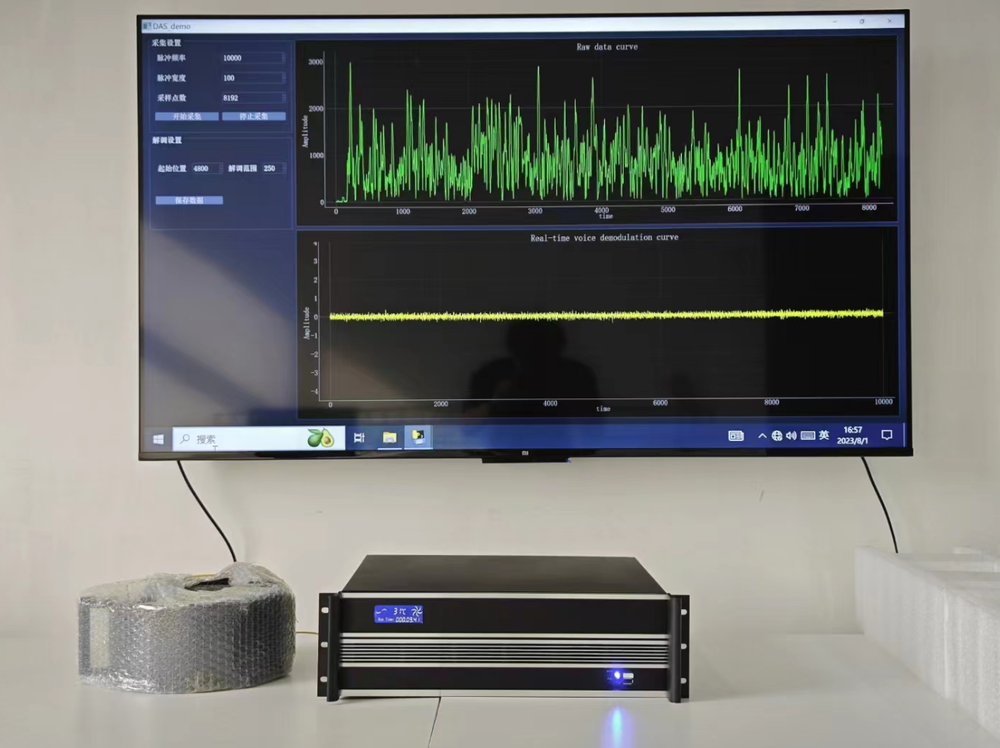 DAS_demo
采集设置
脉冲频率 10000
脉冲宽度 100
采样点数 8192
开始采集 停止采集
解调设置
起始位置 4800 解调范围 250
保存数据
Raw data curve
Amplitude
3000
2000
1000
0
0 1000 2000 3000 4000 5000 6000 7000 8000
time
Real-time voice demodulation curve
Amplitude
4
3
2
1
0
-1
-2
-3
-4
0 2000 4000 6000 8000 10000
time
搜索
英
16:57
2023/8/1
mi
31℃
Run Time: 000,09,41